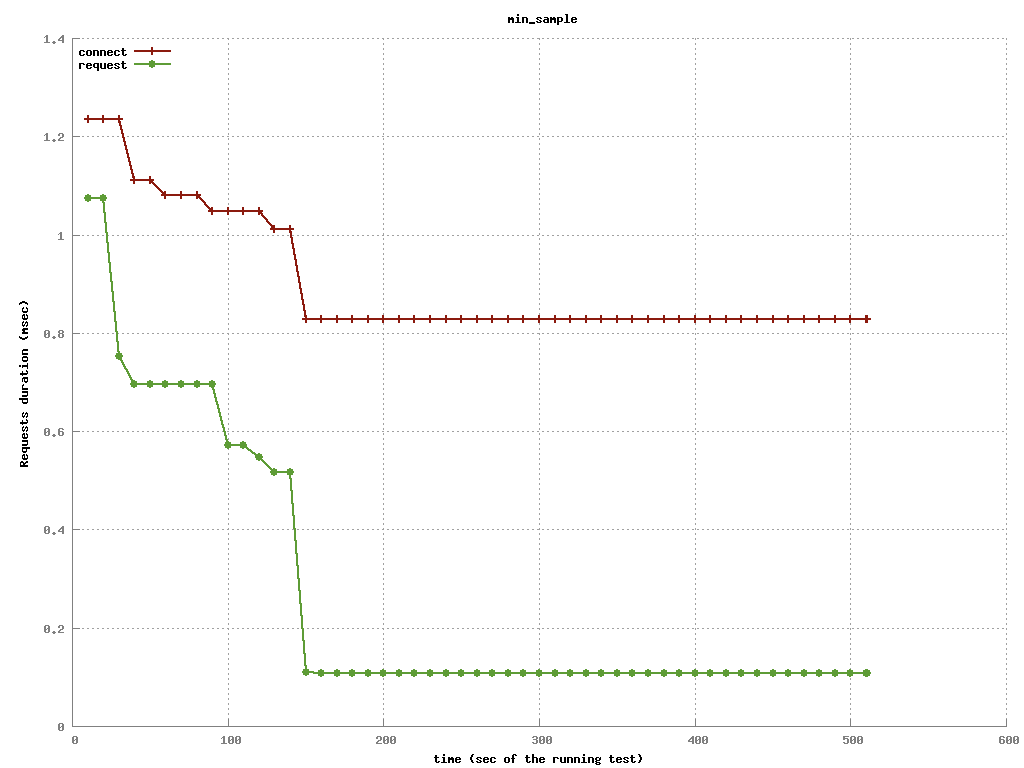 min_sample
connect
request
1.4
1.2
1
0.8
0.6
0.4
0.2
0
Requests duration (msec)
0 100 200 300 400 500 600
time (sec of the running test)